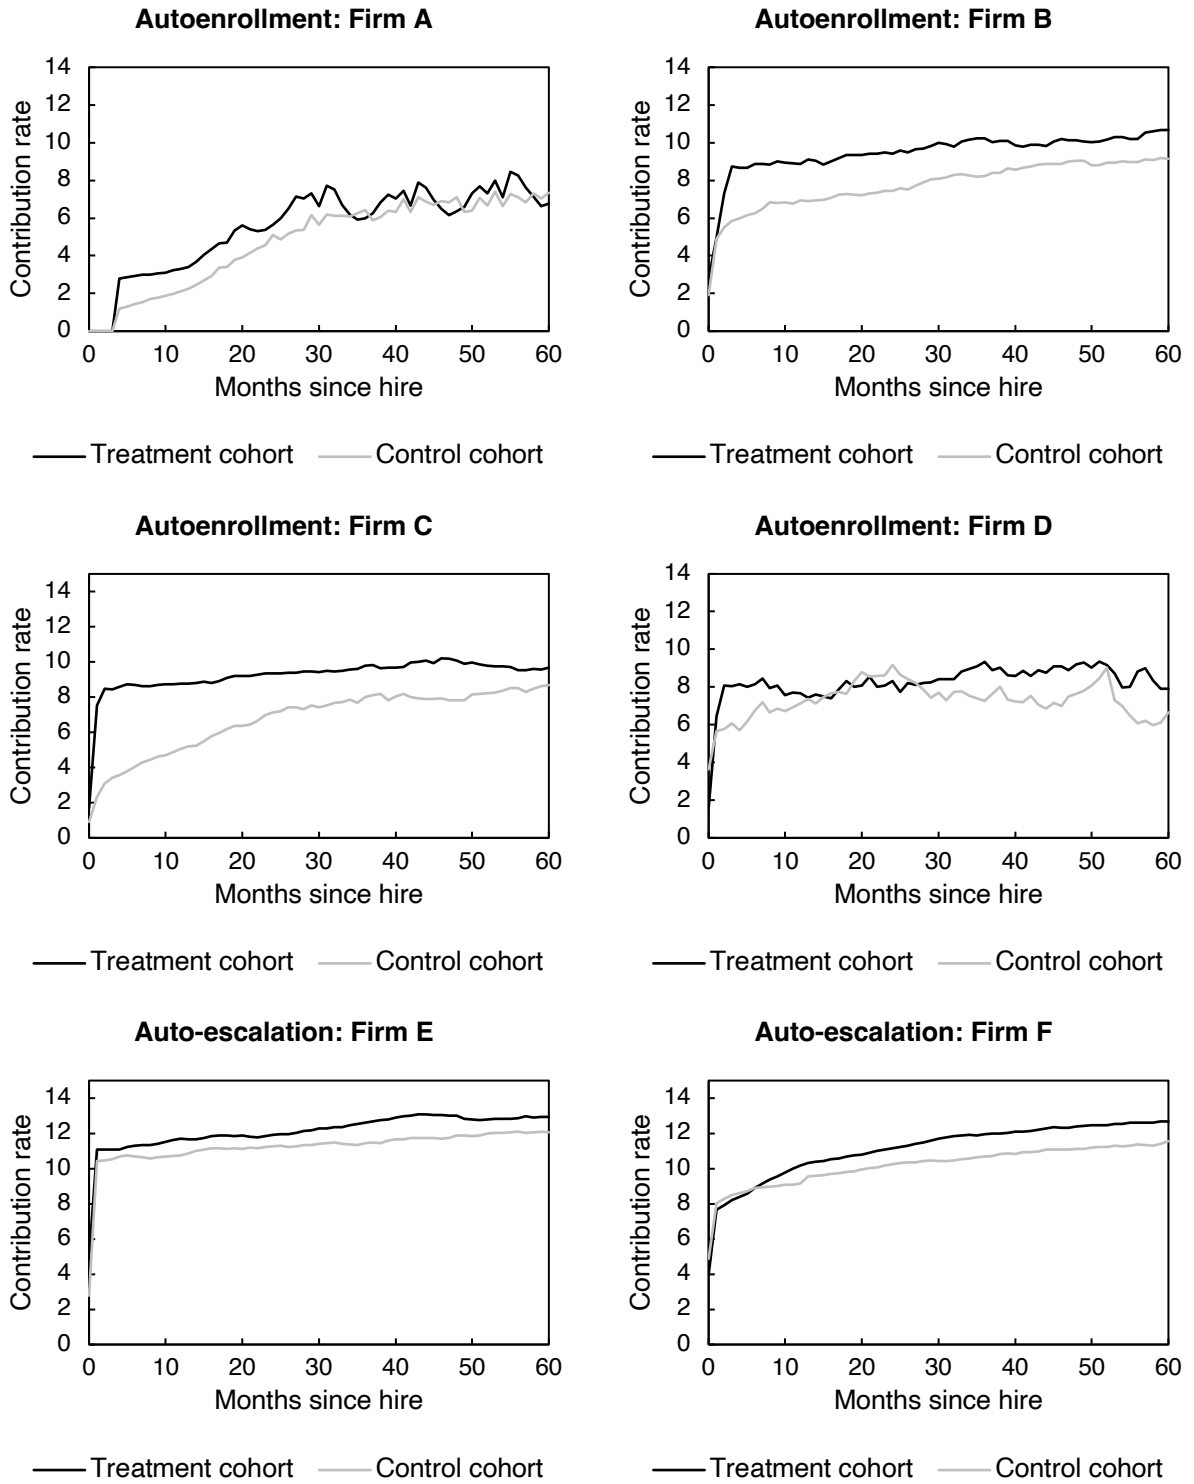 Autoenrollment: Firm A
Contribution rate
14
12
10
8
6
4
2
0
0 10 20 30 40 50 60
Months since hire
Treatment cohort Control cohort
Autoenrollment: Firm B
Contribution rate
14
12
10
8
6
4
2
0
0 10 20 30 40 50 60
Months since hire
Treatment cohort Control cohort
Autoenrollment: Firm C
Contribution rate
14
12
10
8
6
4
2
0
0 10 20 30 40 50 60
Months since hire
Treatment cohort Control cohort
Autoenrollment: Firm D
Contribution rate
14
12
10
8
6
4
2
0
0 10 20 30 40 50 60
Months since hire
Treatment cohort Control cohort
Auto-escalation: Firm E
Contribution rate
14
12
10
8
6
4
2
0
0 10 20 30 40 50 60
Months since hire
Treatment cohort Control cohort
Auto-escalation: Firm F
Contribution rate
14
12
10
8
6
4
2
0
0 10 20 30 40 50 60
Months since hire
Treatment cohort Control cohort